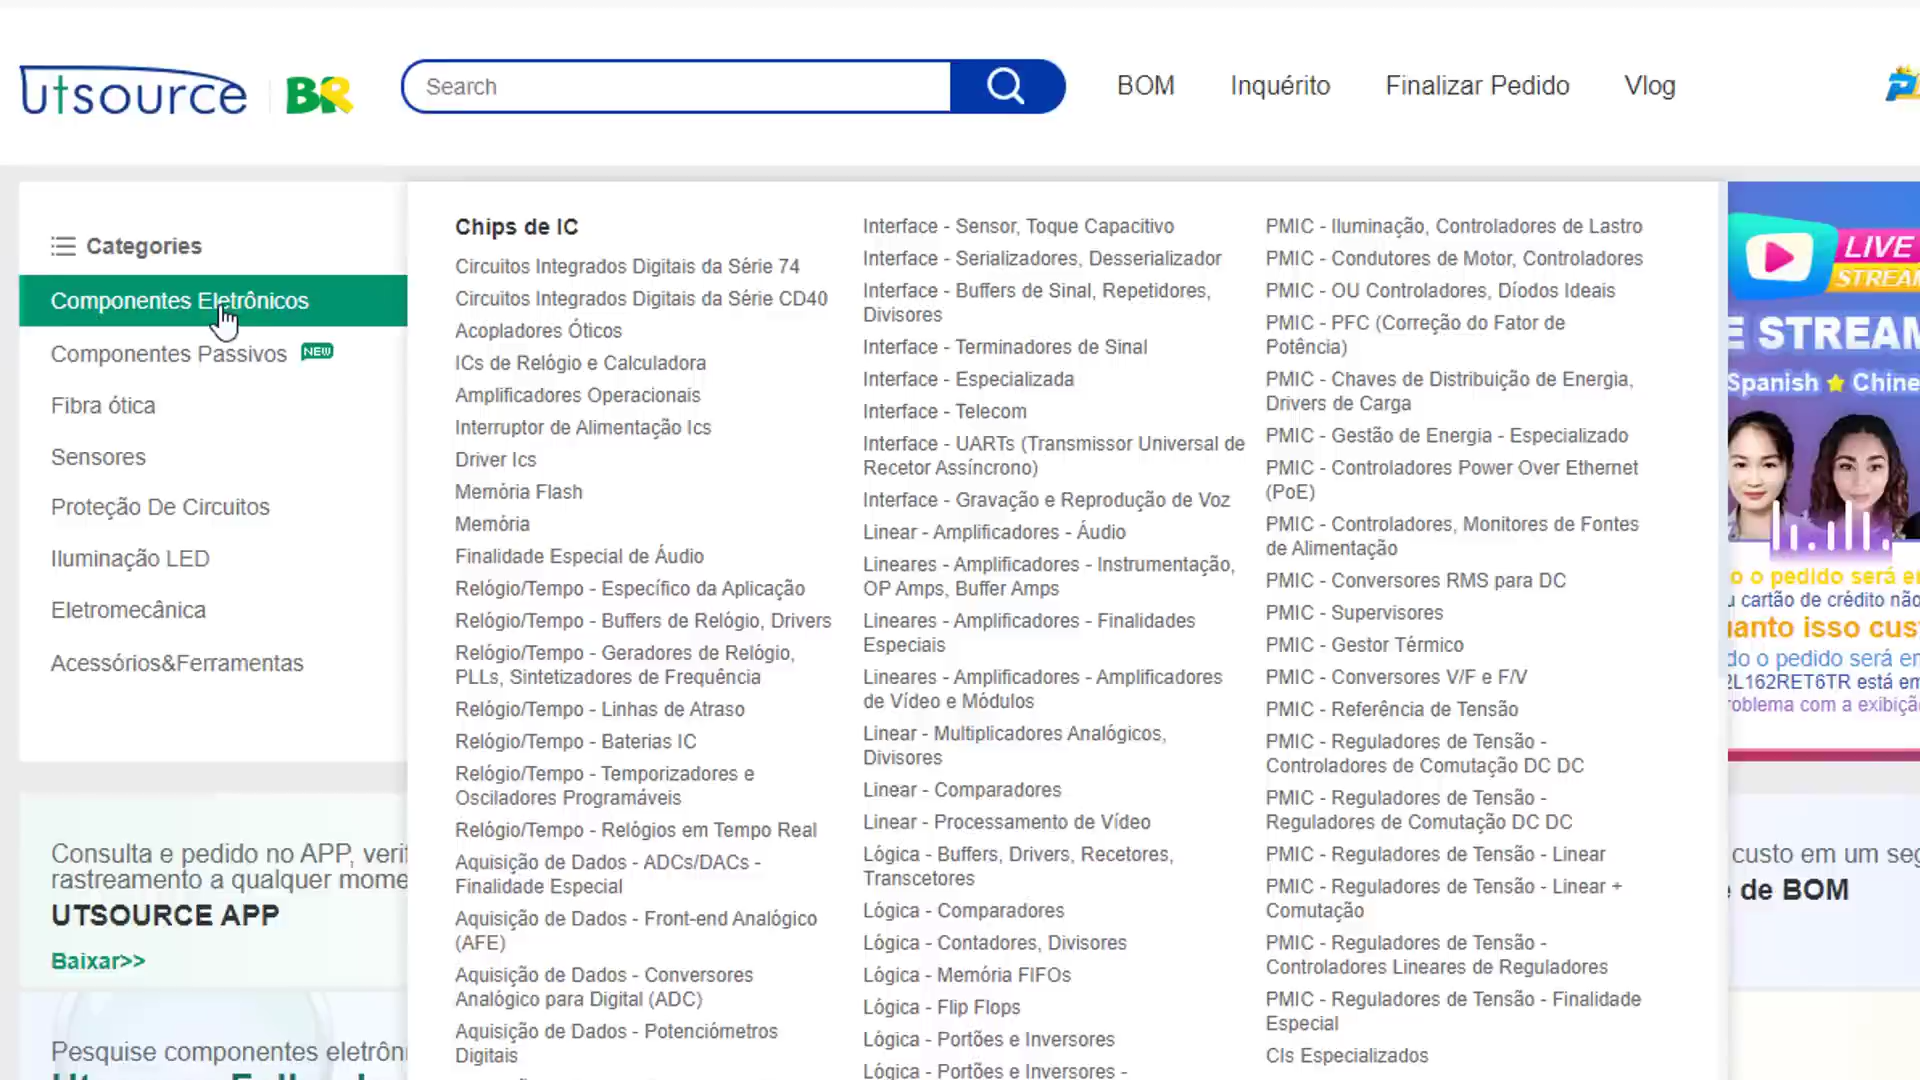 utsource
BR
Search
BOM
Inquérito
Finalizar Pedido
Vlog
Categories
Componentes Eletrônicos
Componentes Passivos NEW
Fibra ótica
Sensores
Proteção De Circuitos
Iluminação LED
Eletromecânica
Acessórios&Ferramentas
Chips de IC
Circuitos Integrados Digitais da Série 74
Circuitos Integrados Digitais da Série CD40
Acopladores Óticos
ICs de Relógio e Calculadora
Amplificadores Operacionais
Interruptor de Alimentação Ics
Driver Ics
Memória Flash
Memória
Finalidade Especial de Áudio
Relógio/Tempo - Específico da Aplicação
Relógio/Tempo - Buffers de Relógio, Drivers
Relógio/Tempo - Geradores de Relógio,
PLLs, Sintetizadores de Frequência
Relógio/Tempo - Linhas de Atraso
Relógio/Tempo - Baterias IC
Relógio/Tempo - Temporizadores e
Osciladores Programáveis
Relógio/Tempo - Relógios em Tempo Real
Aquisição de Dados - ADCs/DACs -
Finalidade Especial
Aquisição de Dados - Front-end Analógico
(AFE)
Aquisição de Dados - Conversores
Analógico para Digital (ADC)
Aquisição de Dados - Potenciómetros
Digitais
Interface - Sensor, Toque Capacitivo
Interface - Serializadores, Desserializador
Interface - Buffers de Sinal, Repetidores,
Divisores
Interface - Terminadores de Sinal
Interface - Especializada
Interface - Telecom
Interface - UARTs (Transmissor Universal de
Recetor Assíncrono)
Interface - Gravação e Reprodução de Voz
Linear - Amplificadores - Áudio
Lineares - Amplificadores - Instrumentação,
OP Amps, Buffer Amps
Lineares - Amplificadores - Finalidades
Especiais
Lineares - Amplificadores - Amplificadores
de Vídeo e Módulos
Linear - Multiplicadores Analógicos,
Divisores
Linear - Comparadores
Linear - Processamento de Vídeo
Lógica - Buffers, Drivers, Recetores,
Transcetores
Lógica - Comparadores
Lógica - Contadores, Divisores
Lógica - Memória FIFOs
Lógica - Flip Flops
Lógica - Portões e Inversores
Lógica - Portões e Inversores -
PMIC - Iluminação, Controladores de Lastro
PMIC - Condutores de Motor, Controladores
PMIC - OU Controladores, Díodos Ideais
PMIC - PFC (Correção do Fator de
Potência)
PMIC - Chaves de Distribuição de Energia,
Drivers de Carga
PMIC - Gestão de Energia - Especializado
PMIC - Controladores Power Over Ethernet
(PoE)
PMIC - Controladores, Monitores de Fontes
de Alimentação
PMIC - Conversores RMS para DC
PMIC - Supervisores
PMIC - Gestor Térmico
PMIC - Conversores V/F e F/V
PMIC - Referência de Tensão
PMIC - Reguladores de Tensão -
Controladores de Comutação DC DC
PMIC - Reguladores de Tensão -
Reguladores de Comutação DC DC
PMIC - Reguladores de Tensão - Linear
PMIC - Reguladores de Tensão - Linear +
Comutação
PMIC - Reguladores de Tensão -
Controladores Lineares de Reguladores
PMIC - Reguladores de Tensão - Finalidade
Especial
CIs Especializados
LIVE
STREAM
E STREAM
Spanish ★ Chine
o o pedido será e
u cartão de crédito não
uanto isso cus
do o pedido será e
2L162RET6TR está em
roblema com a exibiçã
Consulta e pedido no APP, verif
rastreamento a qualquer mome
UTSOURCE APP
Baixar>>
custo em um seg
de BOM
Pesquise componentes eletrôni